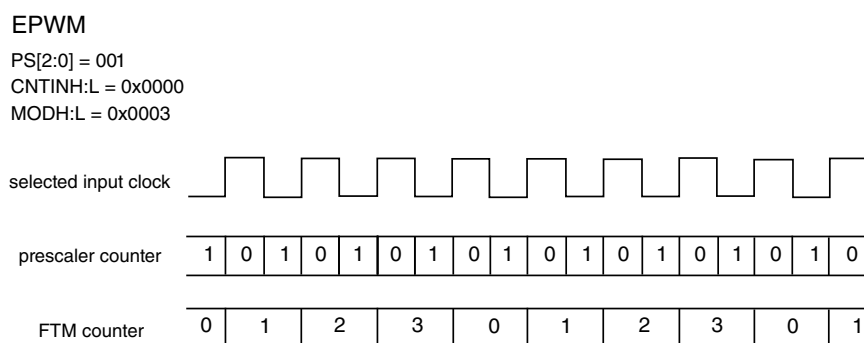 EPWM
PS[2:0] = 001
CNTINH:L = 0x0000
MODH:L = 0x0003
selected input clock
prescaler counter 1 0 1 0 1 0 1 0 1 0 1 0 1 0 1 0 1 0
FTM counter 0 1 2 3 0 1 2 3 0 1